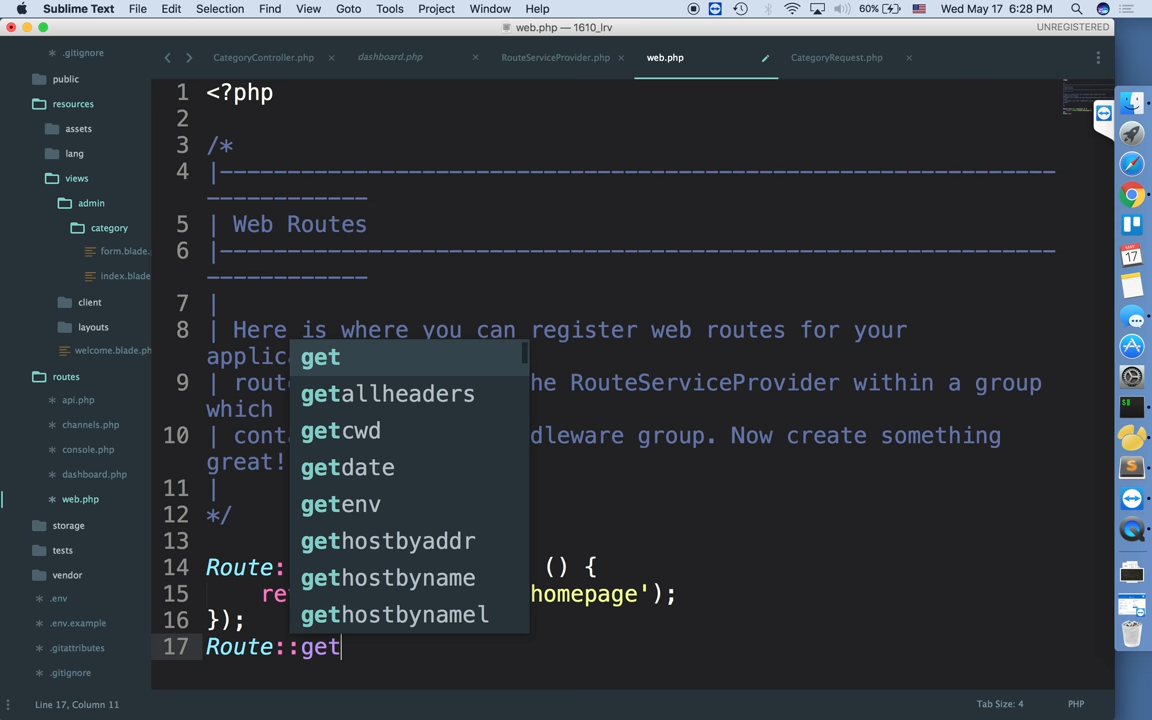 Sublime Text File Edit Selection Find View Goto Tools Project Window Help 60% Wed May 17 6:28 PM
web.php — 1610_lrv UNREGISTERED
CategoryController.php × dashboard.php × RouteServiceProvider.php × web.php CategoryRequest.php ×
.gitignore
public
resources
assets
lang
views
admin
category
form.blade.
index.blade
client
layouts
welcome.blade.ph
routes
api.php
channels.php
console.php
dashboard.php
web.php
storage
tests
vendor
.env
.env.example
.gitattributes
.gitignore
1 <?php
2
3 /*
4 |--------------------------------------------------------------
------------
5 | Web Routes
6 |--------------------------------------------------------------
------------
7 |
8 | Here is where you can register web routes for your
applic
9 | rout he RouteServiceProvider within a group
which
10 | cont dleware group. Now create something
great!
11 |
12 */
13
14 Route: () {
15 re homepage');
16 });
17 Route::get
get
getallheaders
getcwd
getdate
getenv
gethostbyaddr
gethostbyname
gethostbynamel
MAY
17
Line 17, Column 11 Tab Size: 4 PHP